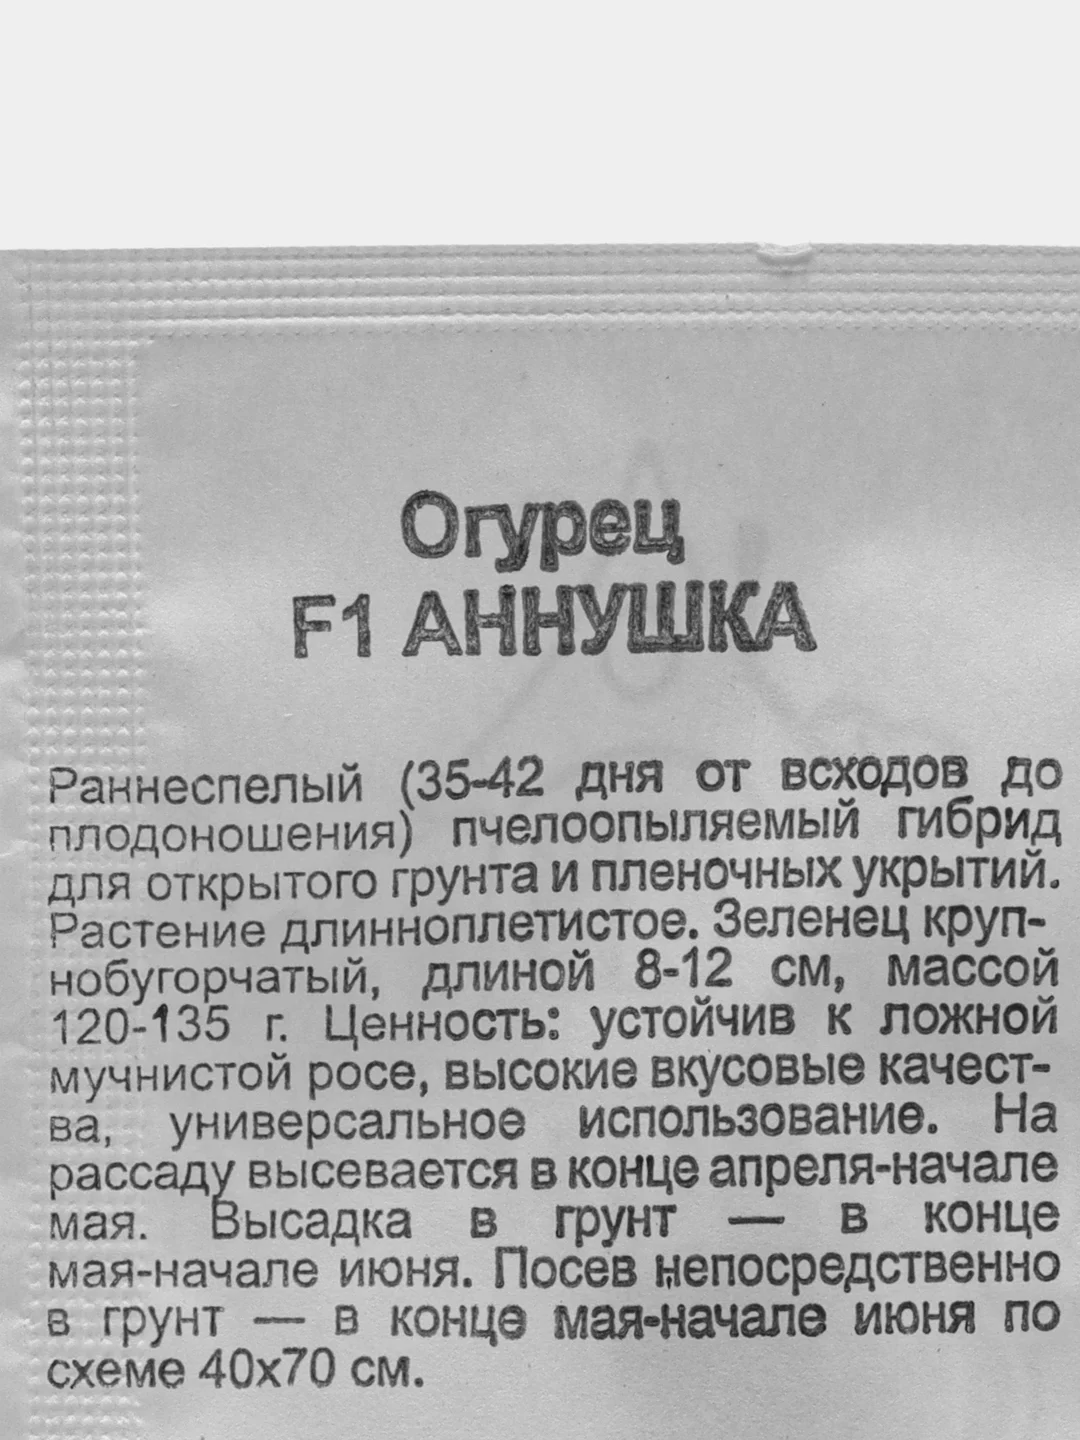 Огурец
F1 АННУШКА
Раннеспелый (35-42 дня от всходов до
плодоношения) пчелоопыляемый гибрид
для открытого грунта и пленочных укрытий.
Растение длинноплетистое. Зеленец круп-
нобугорчатый, длиной 8-12 см, массой
120-135 г. Ценность: устойчив к ложной
мучнистой росе, высокие вкусовые качест-
ва, универсальное использование. На
рассаду высевается в конце апреля-начале
мая. Высадка в грунт — в конце
мая-начале июня. Посев непосредственно
в грунт — в конце мая-начале июня по
схеме 40х70 см.